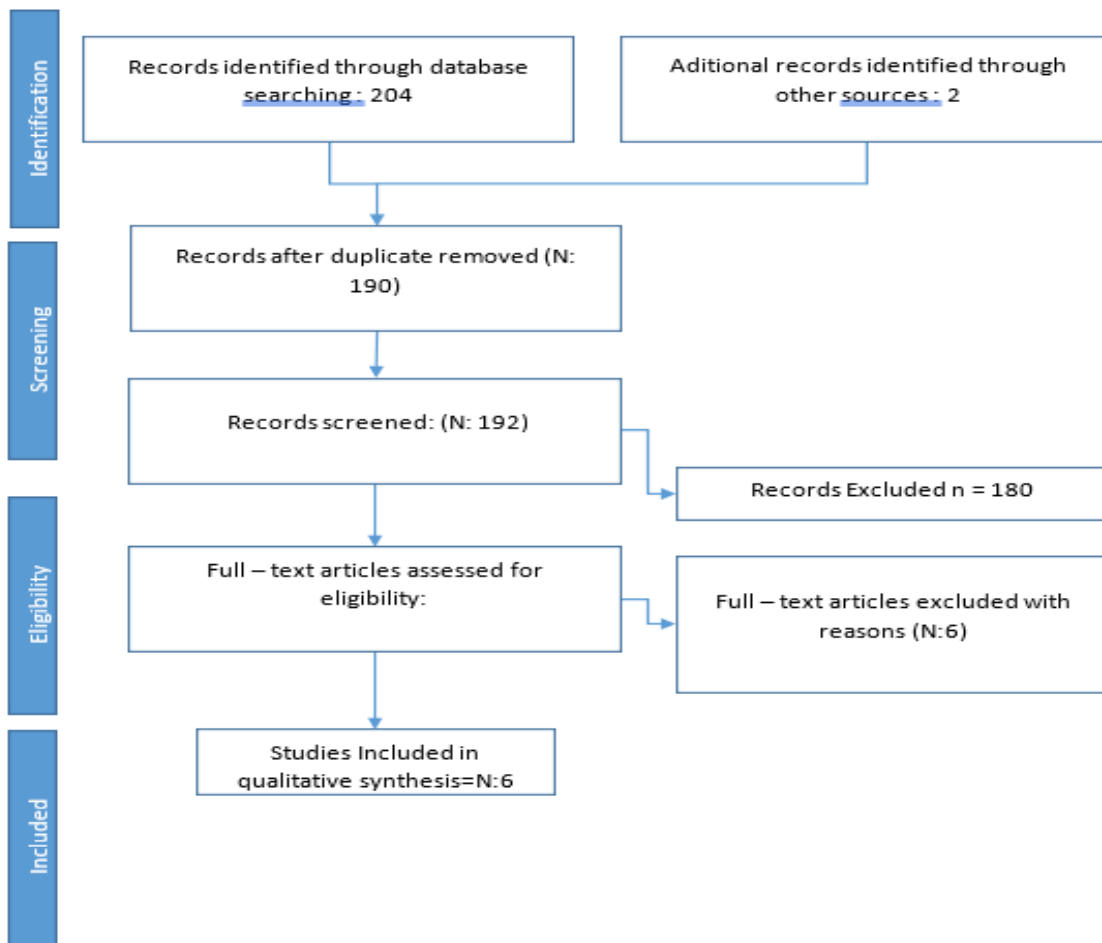 Identification
Records identified through database
searching : 204
Aditional records identified through
other sources : 2
Screening
Records after duplicate removed (N:
190)
Records screened: (N: 192)
Records Excluded n = 180
Eligibility
Full – text articles assessed for
eligibility:
Full – text articles excluded with
reasons (N:6)
Included
Studies Included in
qualitative synthesis=N:6